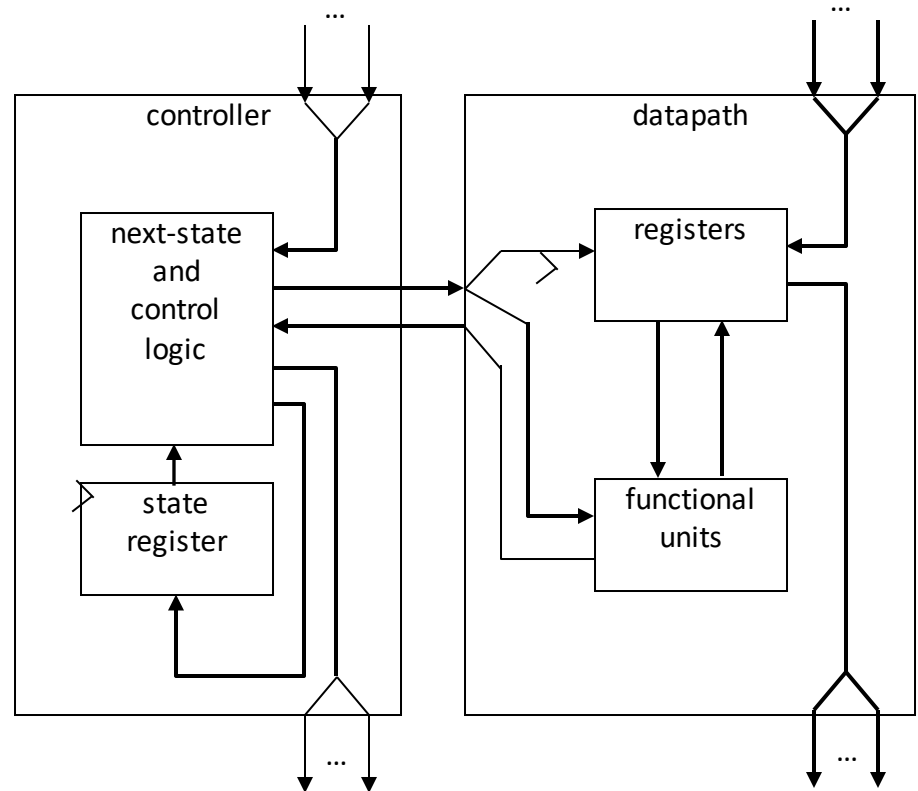 ...
...
controller
datapath
next-state
and
control
logic
registers
state
register
functional
units
...
...